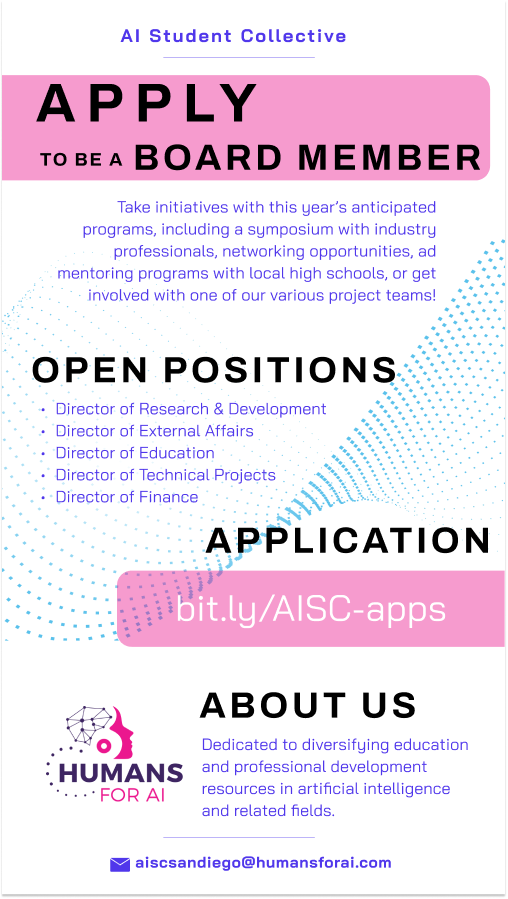 AI Student Collective
APPLY
TO BE A BOARD MEMBER
Take initiatives with this year’s anticipated
programs, including a symposium with industry
professionals, networking opportunities, ad
mentoring programs with local high schools, or get
involved with one of our various project teams!
OPEN POSITIONS
• Director of Research & Development
• Director of External Affairs
• Director of Education
• Director of Technical Projects
• Director of Finance
APPLICATION
bit.ly/AISC-apps
HUMANS
FOR AI
ABOUT US
Dedicated to diversifying education
and professional development
resources in artificial intelligence
and related fields.
aiscsandiego@humansforai.com